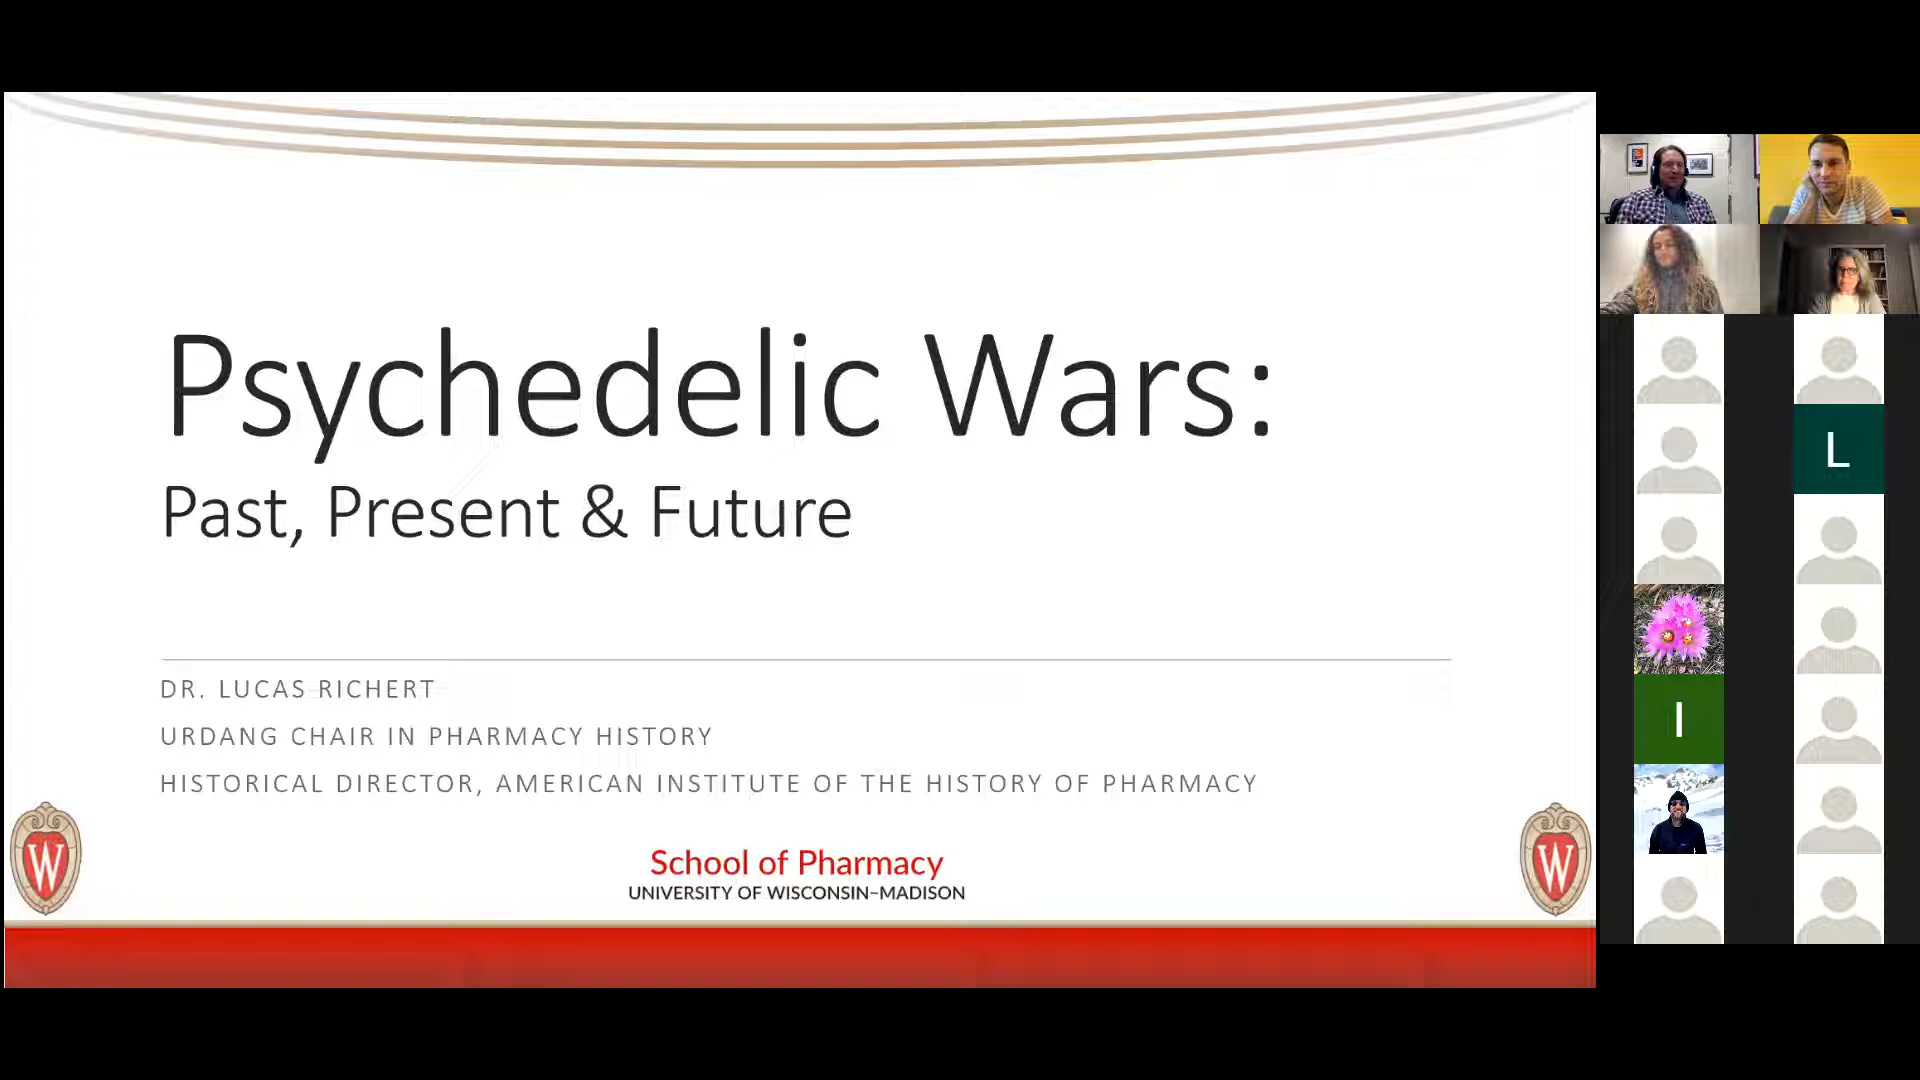 Psychedelic Wars:
Past, Present & Future
DR. LUCAS RICHERT
URDANG CHAIR IN PHARMACY HISTORY
HISTORICAL DIRECTOR, AMERICAN INSTITUTE OF THE HISTORY OF PHARMACY
W
W
School of Pharmacy
UNIVERSITY OF WISCONSIN–MADISON
L
I